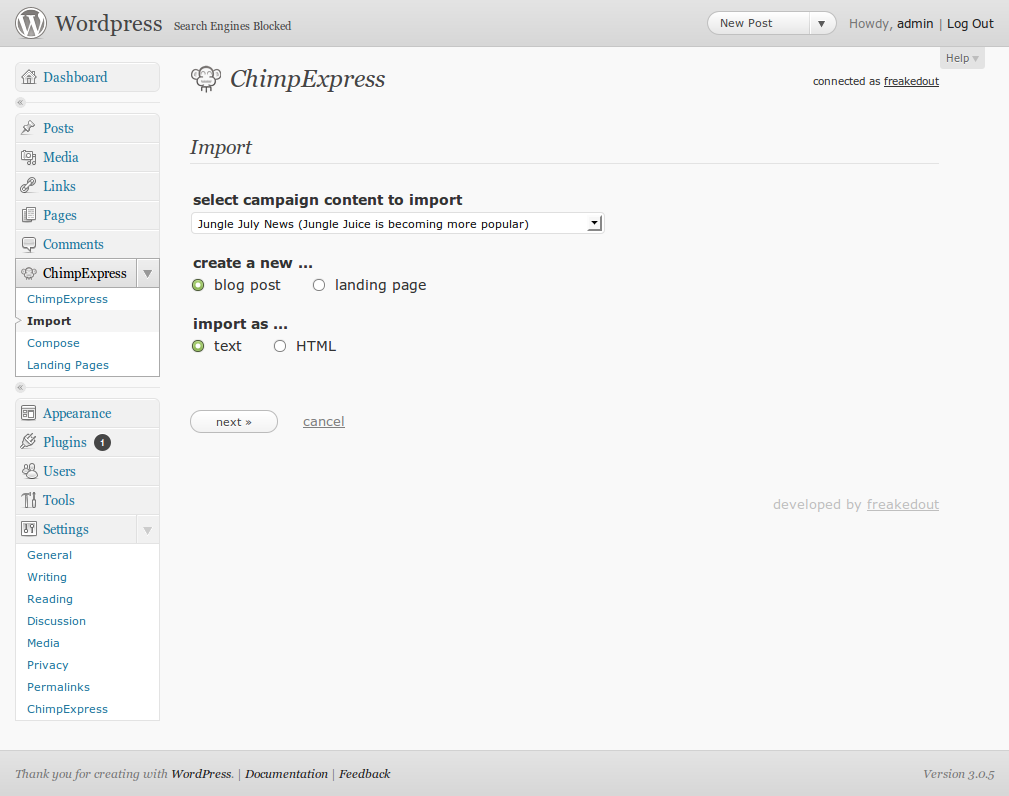 Wordpress Search Engines Blocked New Post Howdy, admin | Log Out
Help
connected as freakedout
Dashboard
«
Posts
Media
Links
Pages
Comments
ChimpExpress
ChimpExpress
Import
Compose
Landing Pages
«
Appearance
Plugins 1
Users
Tools
Settings
General
Writing
Reading
Discussion
Media
Privacy
Permalinks
ChimpExpress
ChimpExpress
Import
select campaign content to import
Jungle July News (Jungle Juice is becoming more popular)
create a new ...
blog post landing page
import as ...
text HTML
next » cancel
developed by freakedout
Thank you for creating with WordPress. | Documentation | Feedback Version 3.0.5